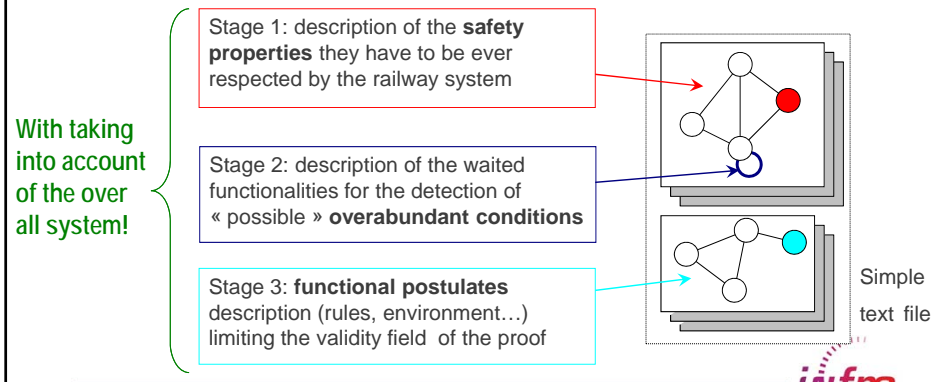 Stage 1: description of the safety
properties they have to be ever
respected by the railway system
With taking
into account
of the over
all system!
Stage 2: description of the waited
functionalities for the detection of
« possible » overabundant conditions
Stage 3: functional postulates
description (rules, environment…)
limiting the validity field of the proof
Simple
text file